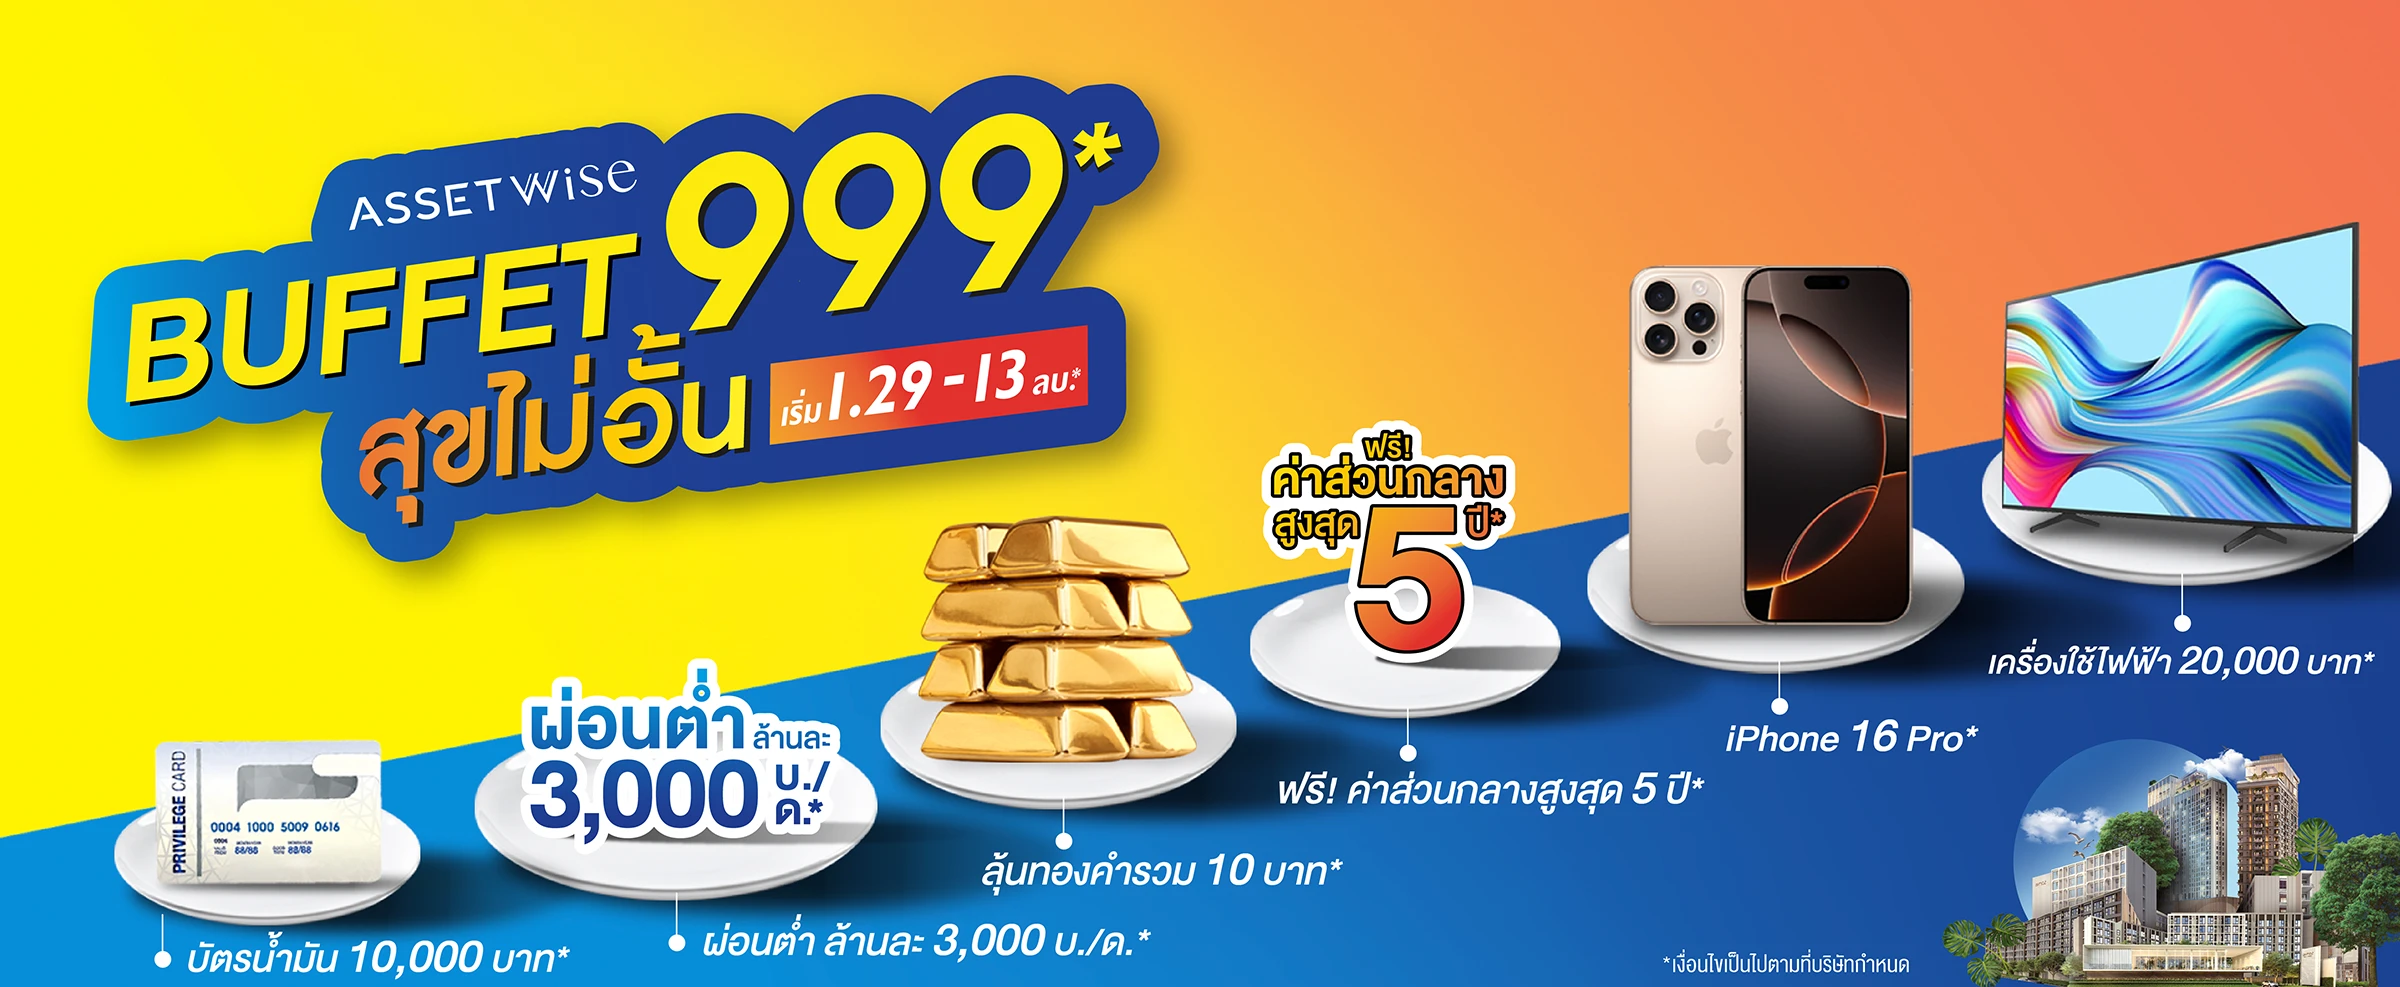 ASSETWISE
BUFFET 999*
สุขไม่อั้น
เริ่ม 1.29 - 13 ลบ.*
PRIVILEGE CARD
0004 1000 5009 0616
88/88 88/88
บัตรน้ำมัน 10,000 บาท*
ผ่อนต่ำ ล้านละ
3,000 บ./ด.*
ผ่อนต่ำ ล้านละ 3,000 บ./ด.*
ลุ้นทองคำรวม 10 บาท*
ฟรี!
ค่าส่วนกลาง
สูงสุด 5 ปี*
ฟรี! ค่าส่วนกลางสูงสุด 5 ปี*
iPhone 16 Pro*
เครื่องใช้ไฟฟ้า 20,000 บาท*
*เงื่อนไขเป็นไปตามที่บริษัทกำหนด